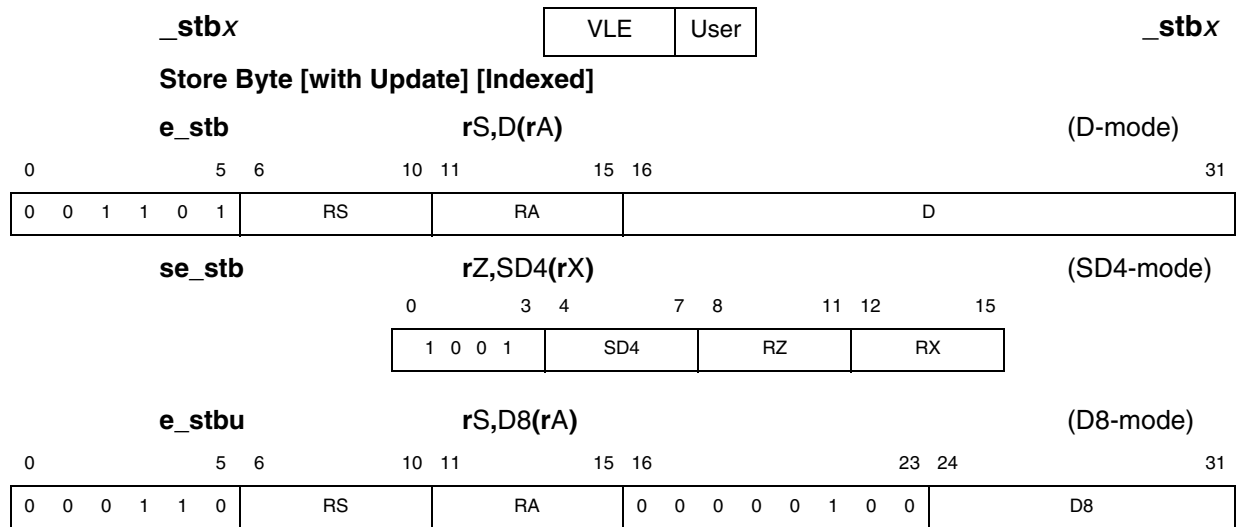 _stbx VLE User _stbx
Store Byte [with Update] [Indexed]
e_stb rS,D(rA) (D-mode)
0 5 6 10 11 15 16 31
0 0 1 1 0 1 RS RA D
se_stb rZ,SD4(rX) (SD4-mode)
0 3 4 7 8 11 12 15
1 0 0 1 SD4 RZ RX
e_stbu rS,D8(rA) (D8-mode)
0 5 6 10 11 15 16 23 24 31
0 0 0 1 1 0 RS RA 0 0 0 0 0 1 0 0 D8